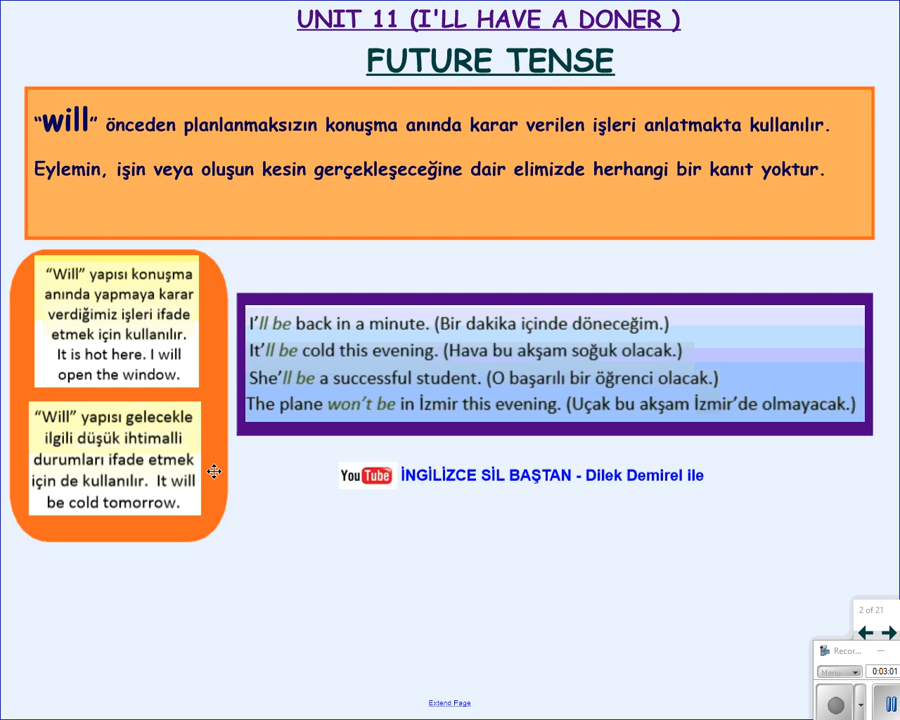 UNIT 11 (I'LL HAVE A DONER )
FUTURE TENSE
“will” önceden planlanmaksızın konuşma anında karar verilen işleri anlatmakta kullanılır.
Eylemin, işin veya oluşun kesin gerçekleşeceğine dair elimizde herhangi bir kanıt yoktur.
“Will” yapısı konuşma
anında yapmaya karar
verdiğimiz işleri ifade
etmek için kullanılır.
It is hot here. I will
open the window.
“Will” yapısı gelecekle
ilgili düşük ihtimalli
durumları ifade etmek
için de kullanılır. It will
be cold tomorrow.
I’ll be back in a minute. (Bir dakika içinde döneceğim.)
It’ll be cold this evening. (Hava bu akşam soğuk olacak.)
She’ll be a successful student. (O başarılı bir öğrenci olacak.)
The plane won’t be in İzmir this evening. (Uçak bu akşam İzmir’de olmayacak.)
YouTube İNGİLİZCE SİL BAŞTAN - Dilek Demirel ile
2 of 21
Recor...
Menu
0:03:01
Extend Page